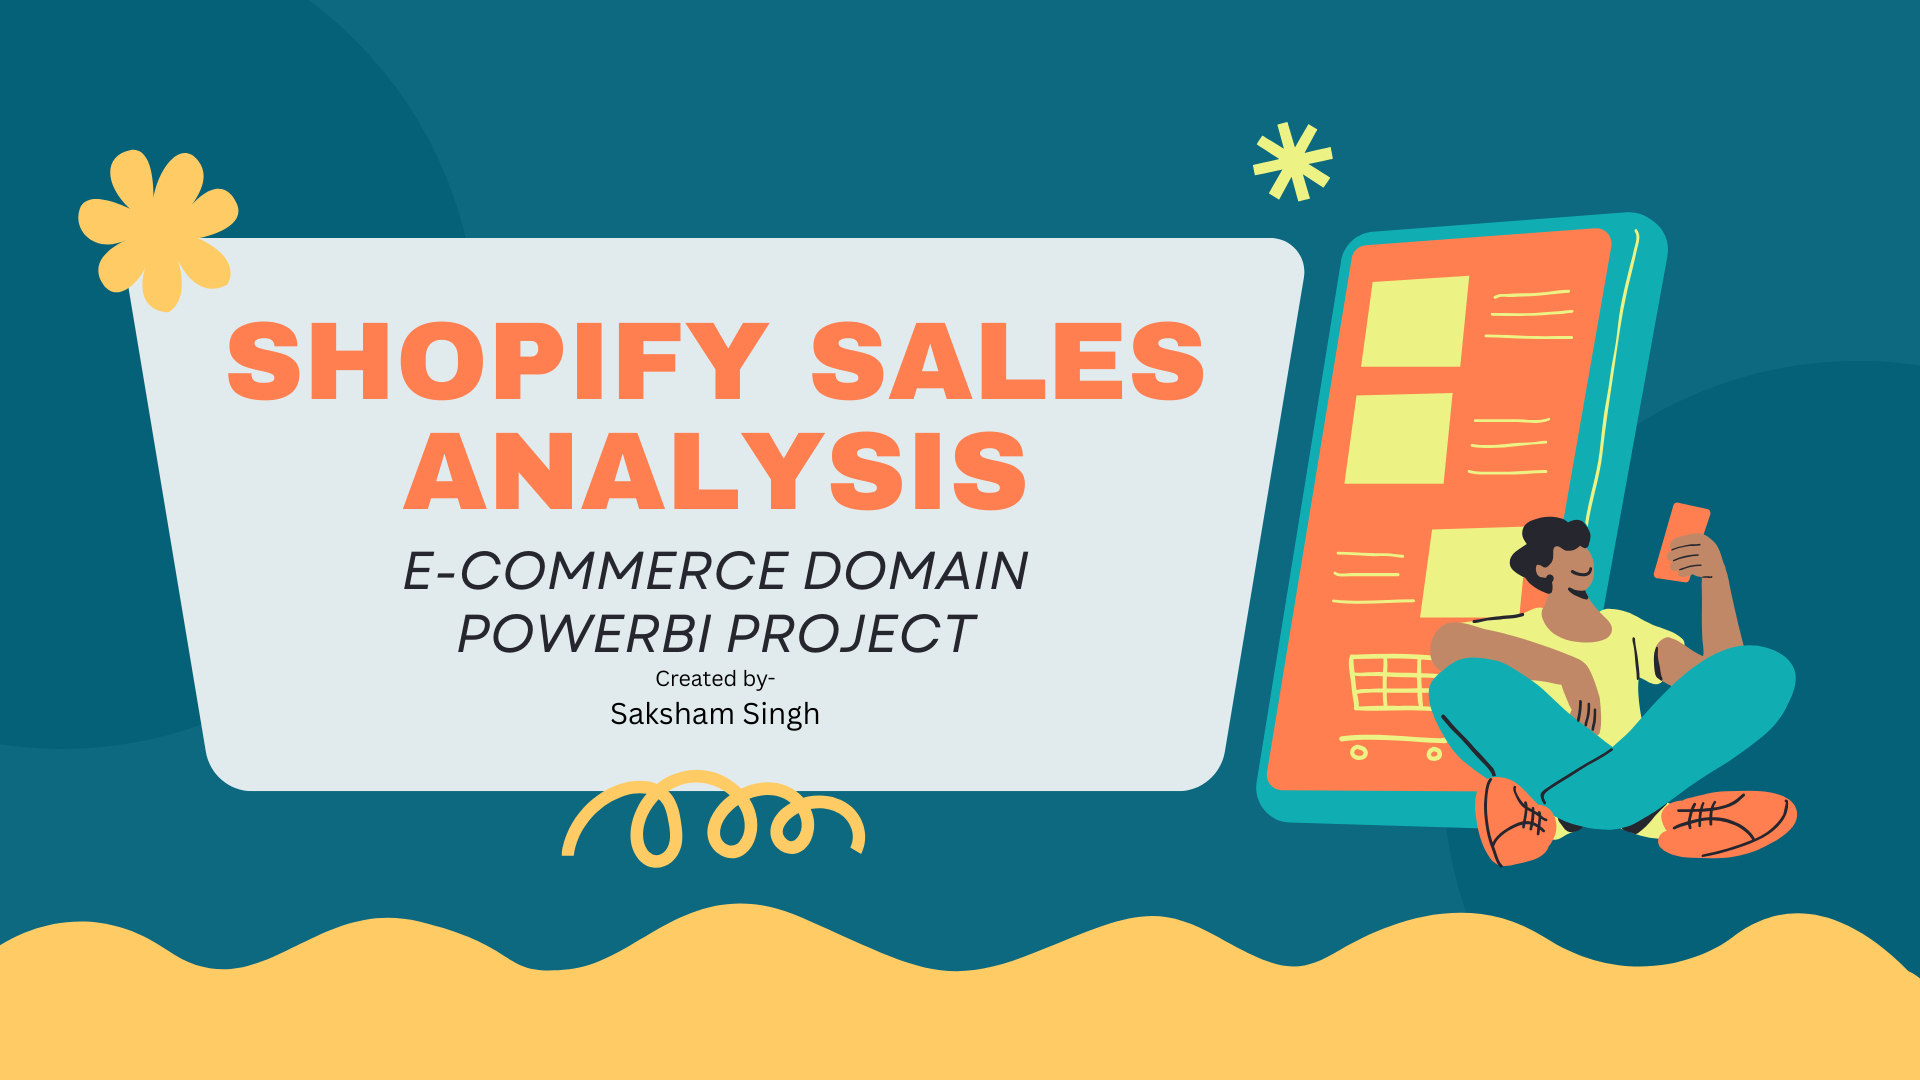 SHOPIFY SALES
ANALYSIS
E-COMMERCE DOMAIN
POWERBI PROJECT
Created by-
Saksham Singh